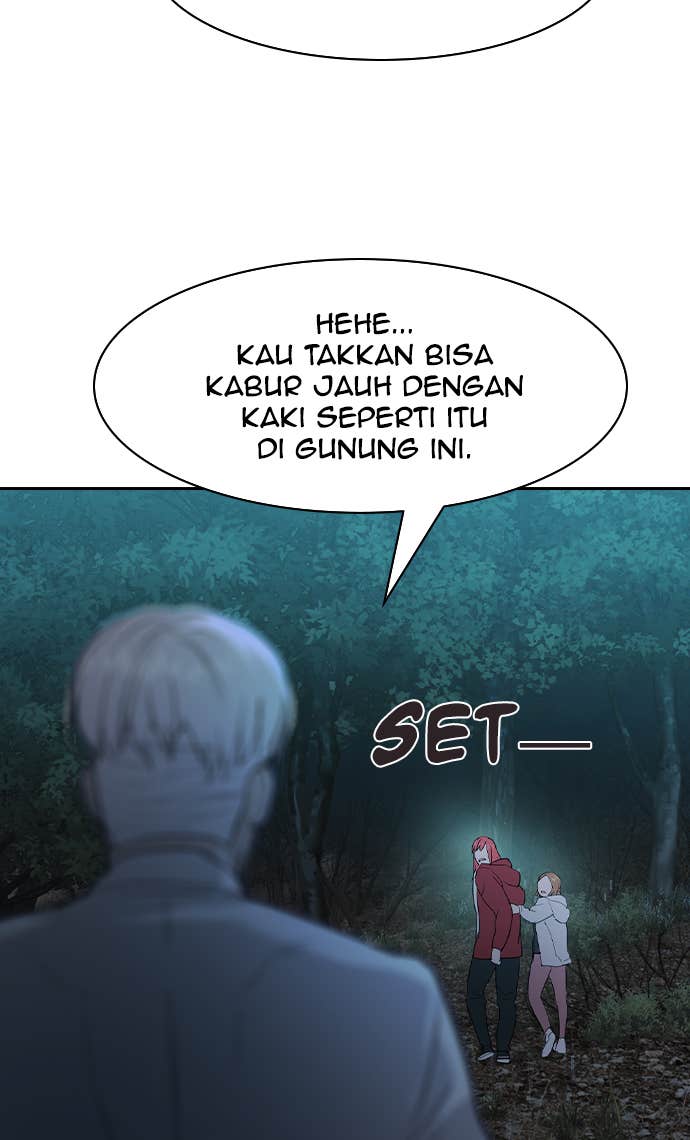 HEHE...
KAU TAKKAN BISA
KABUR JAUH DENGAN
KAKI SEPERTI ITU
DI GUNUNG INI.
SET—